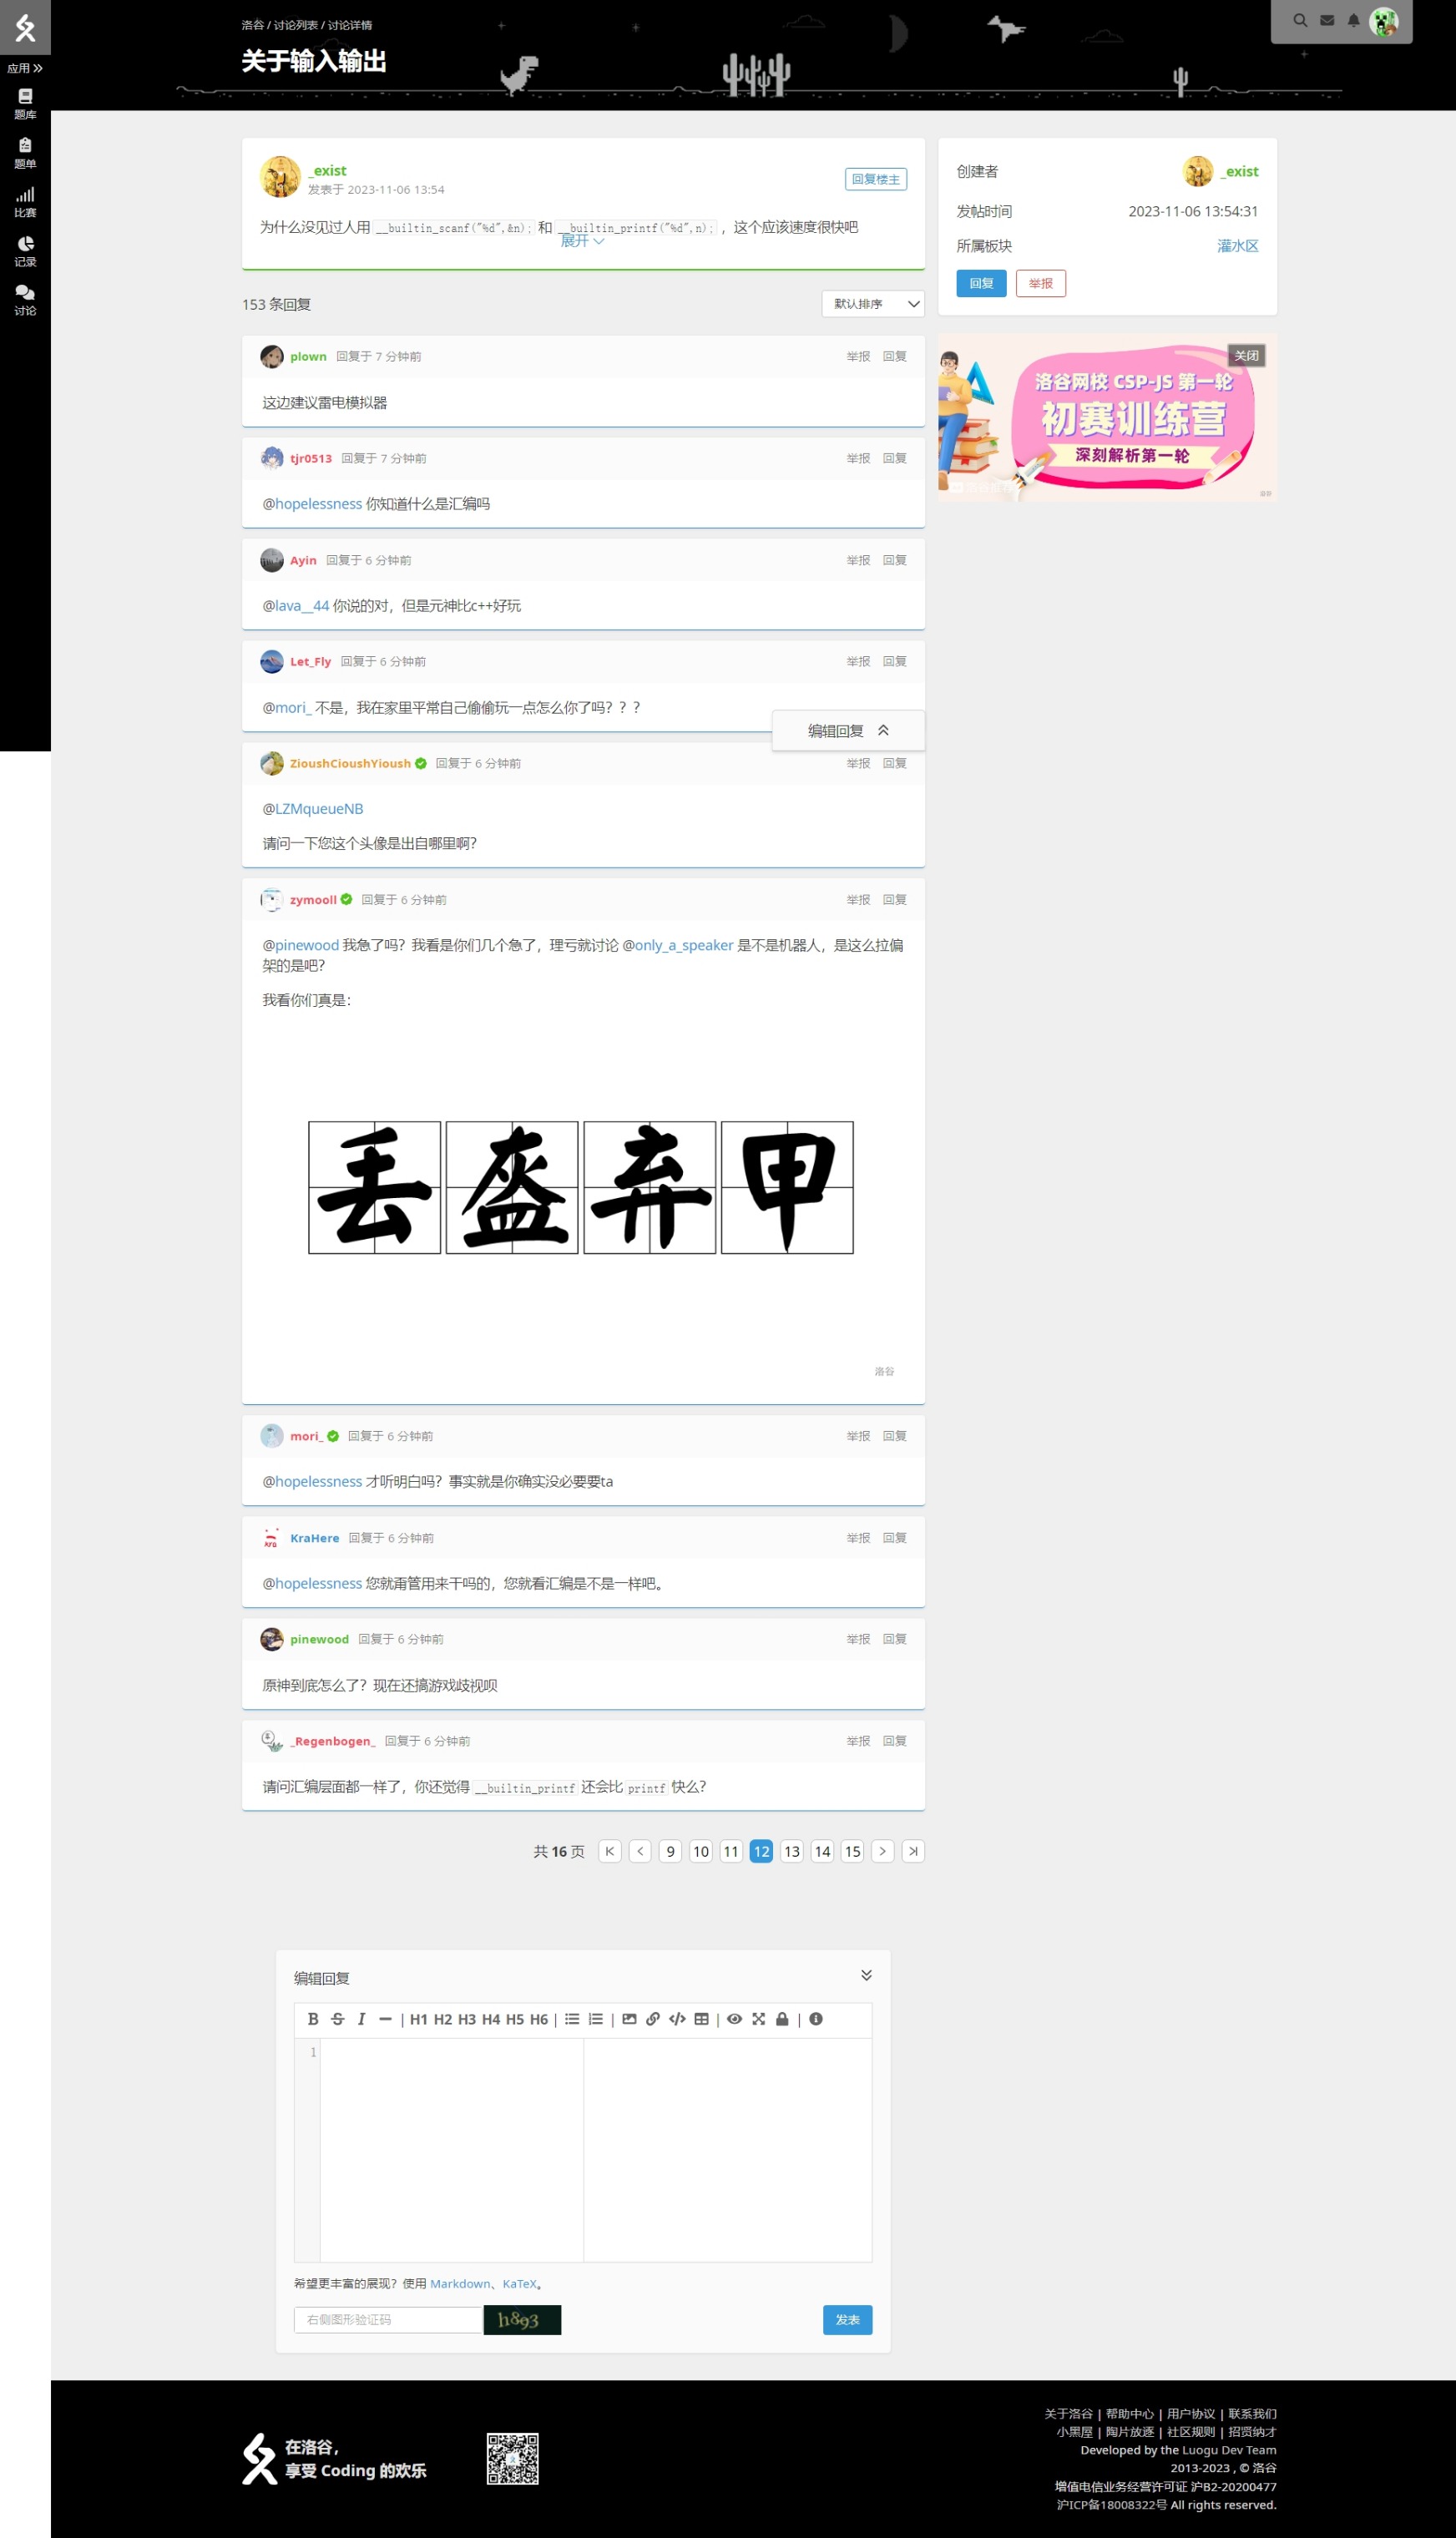 洛谷 / 讨论列表 / 讨论详情
关于输入输出
应用
题库
题单
比赛
记录
讨论
_exist
发表于 2023-11-06 13:54
回复楼主
为什么没见过人用 __builtin_scanf("%d",&n); 和 __builtin_printf("%d",n); ，这个应该速度很快吧
展开
创建者
_exist
发帖时间
2023-11-06 13:54:31
所属板块
灌水区
回复
举报
关闭
洛谷网校 CSP-JS 第一轮
初赛训练营
深刻解析第一轮
153 条回复
默认排序
plown 回复于 7 分钟前 举报 回复
这边建议雷电模拟器
tjr0513 回复于 7 分钟前 举报 回复
@hopelessness 你知道什么是汇编吗
Ayin 回复于 6 分钟前 举报 回复
@lava__44 你说的对，但是元神比c++好玩
Let_Fly 回复于 6 分钟前 举报 回复
@mori_ 不是，我在家里平常自己偷偷玩一点怎么你了吗？？？
编辑回复
ZioushCioushYioush 回复于 6 分钟前 举报 回复
@LZMqueueNB
请问一下您这个头像是出自哪里啊？
zymooll 回复于 6 分钟前 举报 回复
@pinewood 我急了吗？我看是你们几个急了，理亏就讨论 @only_a_speaker 是不是机器人，是这么拉偏
架的是吧？
我看你们真是：
丢盔弃甲
洛谷
mori_ 回复于 6 分钟前 举报 回复
@hopelessness 才听明白吗？事实就是你确实没必要要ta
KraHere 回复于 6 分钟前 举报 回复
@hopelessness 您就甭管用来干吗的，您就看汇编是不是一样吧。
pinewood 回复于 6 分钟前 举报 回复
原神到底怎么了？现在还搞游戏歧视呗
_Regenbogen_ 回复于 6 分钟前 举报 回复
请问汇编层面都一样了，你还觉得 __builtin_printf 还会比 printf 快么？
共 16 页 9 10 11 12 13 14 15
编辑回复
B S I | H1 H2 H3 H4 H5 H6
1
希望更丰富的展现？使用 Markdown、KaTeX。
右侧图形验证码
h893
发表
在洛谷，
享受 Coding 的欢乐
关于洛谷 | 帮助中心 | 用户协议 | 联系我们
小黑屋 | 陶片放逐 | 社区规则 | 招贤纳才
Developed by the Luogu Dev Team
2013-2023 , © 洛谷
增值电信业务经营许可证 沪B2-20200477
沪ICP备18008322号 All rights reserved.